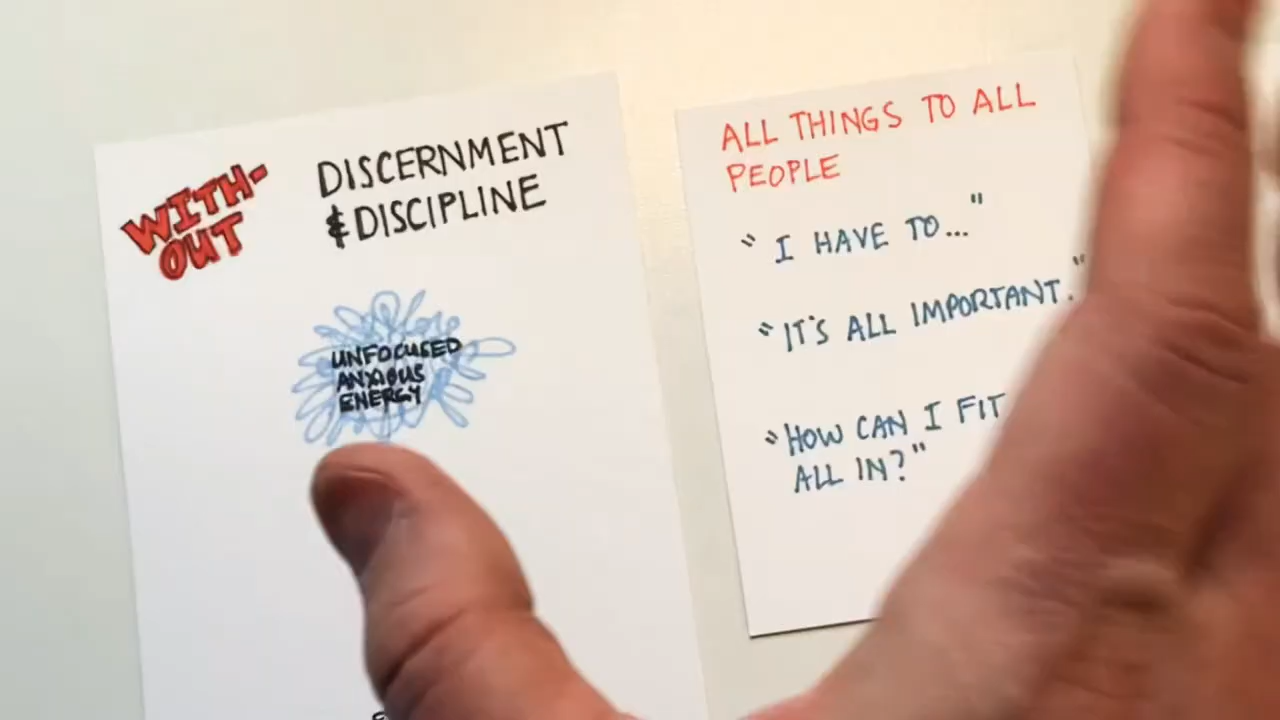 WITH-
OUT
DISCERNMENT
& DISCIPLINE
UNFOCUSED
ANXIOUS
ENERGY
ALL THINGS TO ALL
PEOPLE
"I HAVE TO..."
"IT'S ALL IMPORTANT."
"HOW CAN I FIT
ALL IN?"